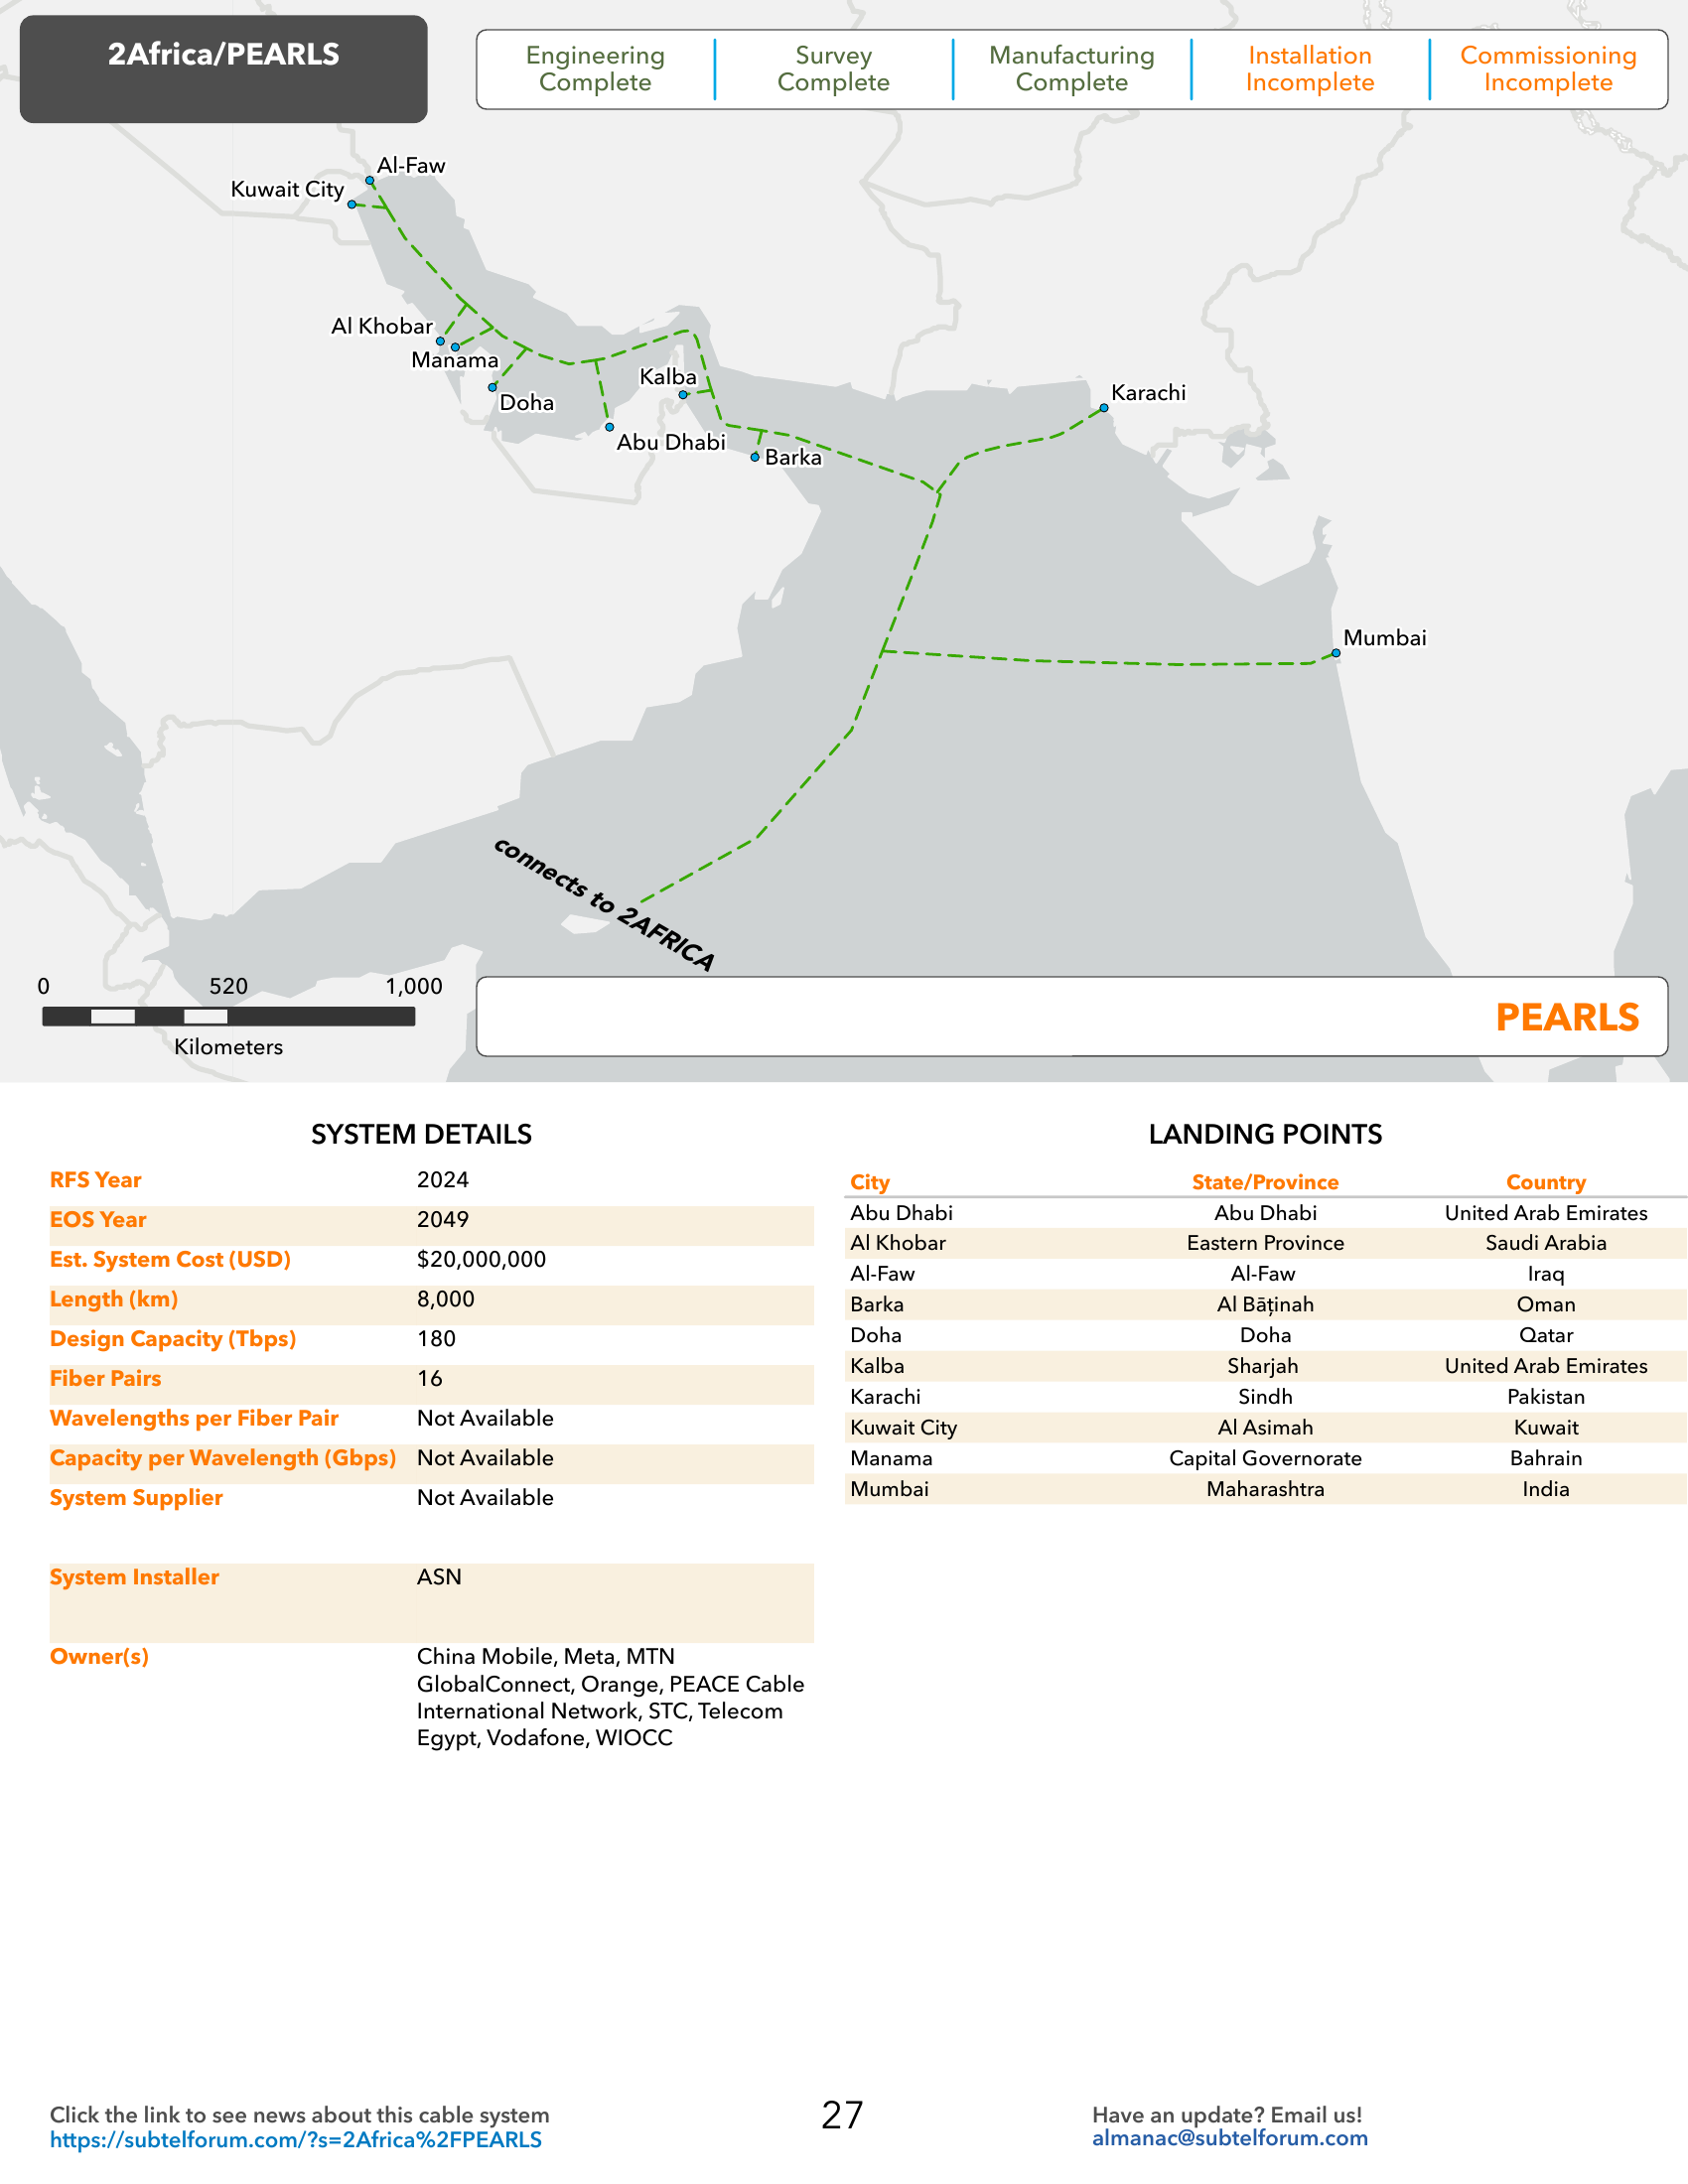 2Africa/PEARLS
Engineering
Complete
Survey
Complete
Manufacturing
Complete
Installation
Incomplete
Commissioning
Incomplete
Al-Faw
Kuwait City
Al Khobar
Manama
Doha
Kalba
Abu Dhabi
Barka
Karachi
Mumbai
connects to 2AFRICA
0 520 1,000
Kilometers
PEARLS
SYSTEM DETAILS
RFS Year 2024
EOS Year 2049
Est. System Cost (USD) $20,000,000
Length (km) 8,000
Design Capacity (Tbps) 180
Fiber Pairs 16
Wavelengths per Fiber Pair Not Available
Capacity per Wavelength (Gbps) Not Available
System Supplier Not Available
System Installer ASN
Owner(s) China Mobile, Meta, MTN
GlobalConnect, Orange, PEACE Cable
International Network, STC, Telecom
Egypt, Vodafone, WIOCC
LANDING POINTS
City State/Province Country
Abu Dhabi Abu Dhabi United Arab Emirates
Al Khobar Eastern Province Saudi Arabia
Al-Faw Al-Faw Iraq
Barka Al Bāţinah Oman
Doha Doha Qatar
Kalba Sharjah United Arab Emirates
Karachi Sindh Pakistan
Kuwait City Al Asimah Kuwait
Manama Capital Governorate Bahrain
Mumbai Maharashtra India
Click the link to see news about this cable system
https://subtelforum.com/?s=2Africa%2FPEARLS
27
Have an update? Email us!
almanac@subtelforum.com